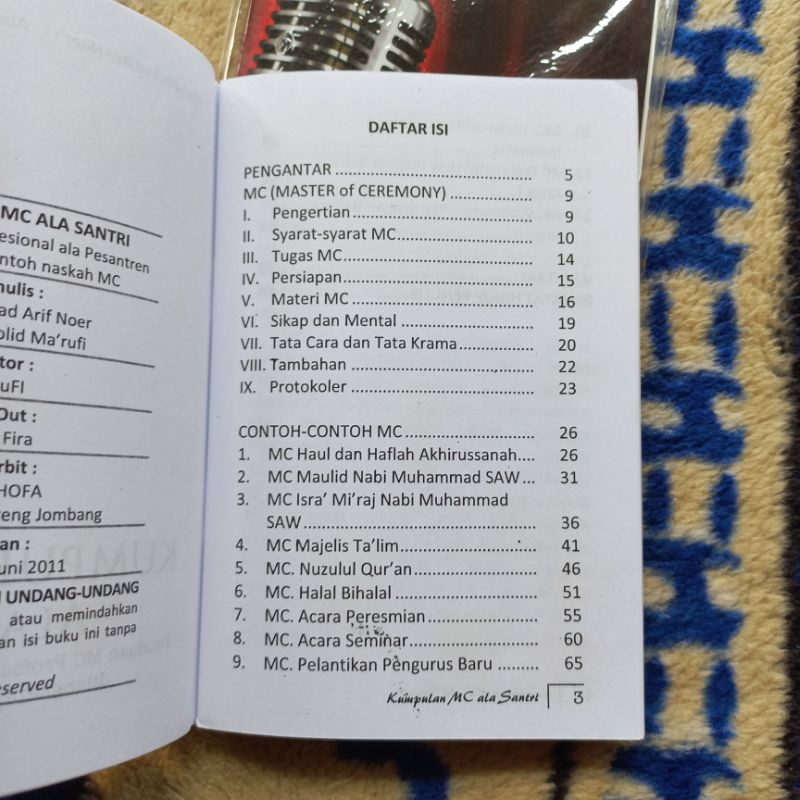 MC ALA SANTRI
esional ala Pesantren
ntoh naskah MC
nulis :
ad Arif Noer
olid Ma'rufi
tor :
uFI
Out :
Fira
rbit :
HOFA
reng Jombang
an :
uni 2011
I UNDANG-UNDANG
atau memindahkan
an isi buku ini tanpa
eserved
DAFTAR ISI
PENGANTAR ........ 5
MC (MASTER of CEREMONY) ........ 9
I. Pengertian ........ 9
II. Syarat-syarat MC ........ 10
III. Tugas MC ........ 14
IV. Persiapan ........ 15
V. Materi MC ........ 16
VI. Sikap dan Mental ........ 19
VII. Tata Cara dan Tata Krama ........ 20
VIII. Tambahan ........ 22
IX. Protokoler ........ 23
CONTOH-CONTOH MC ........ 26
1. MC Haul dan Haflah Akhirussanah.... 26
2. MC Maulid Nabi Muhammad SAW ... 31
3. MC Isra' Mi'raj Nabi Muhammad
SAW ........ 36
4. MC Majelis Ta'lim ........ 41
5. MC. Nuzulul Qur'an ........ 46
6. MC. Halal Bihalal ........ 51
7. MC. Acara Peresmian ........ 55
8. MC. Acara Seminar ........ 60
9. MC. Pelantikan Pengurus Baru ......... 65
Kumpulan MC ala Santri 3